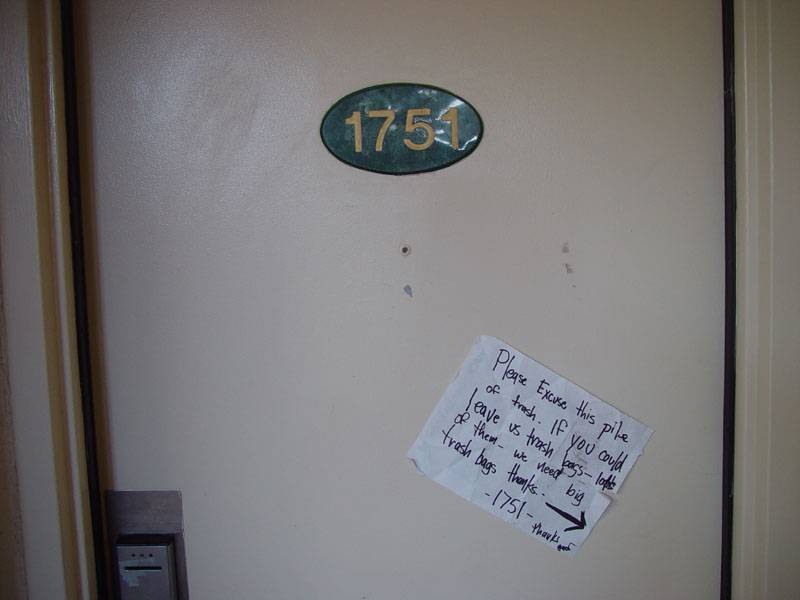 1751
Please Excuse this pile
of trash. IF you could
leave us trash bags- lots
of them- we need big
trash bags thanks.
-1751-
thanks